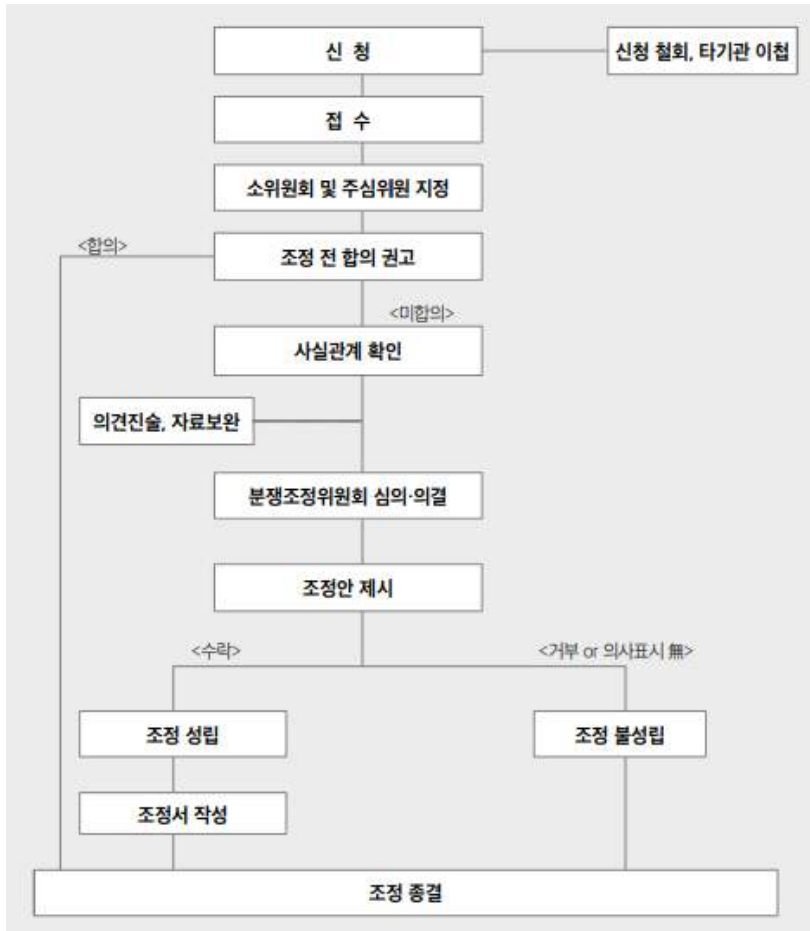 신 청
신청 철회, 타기관 이첩
접 수
소위원회 및 주심위원 지정
<합의>
조정 전 합의 권고
<미합의>
사실관계 확인
의견진술, 자료보완
분쟁조정위원회 심의·의결
조정안 제시
<수락>
<거부 or 의사표시 無>
조정 성립
조정 불성립
조정서 작성
조정 종결